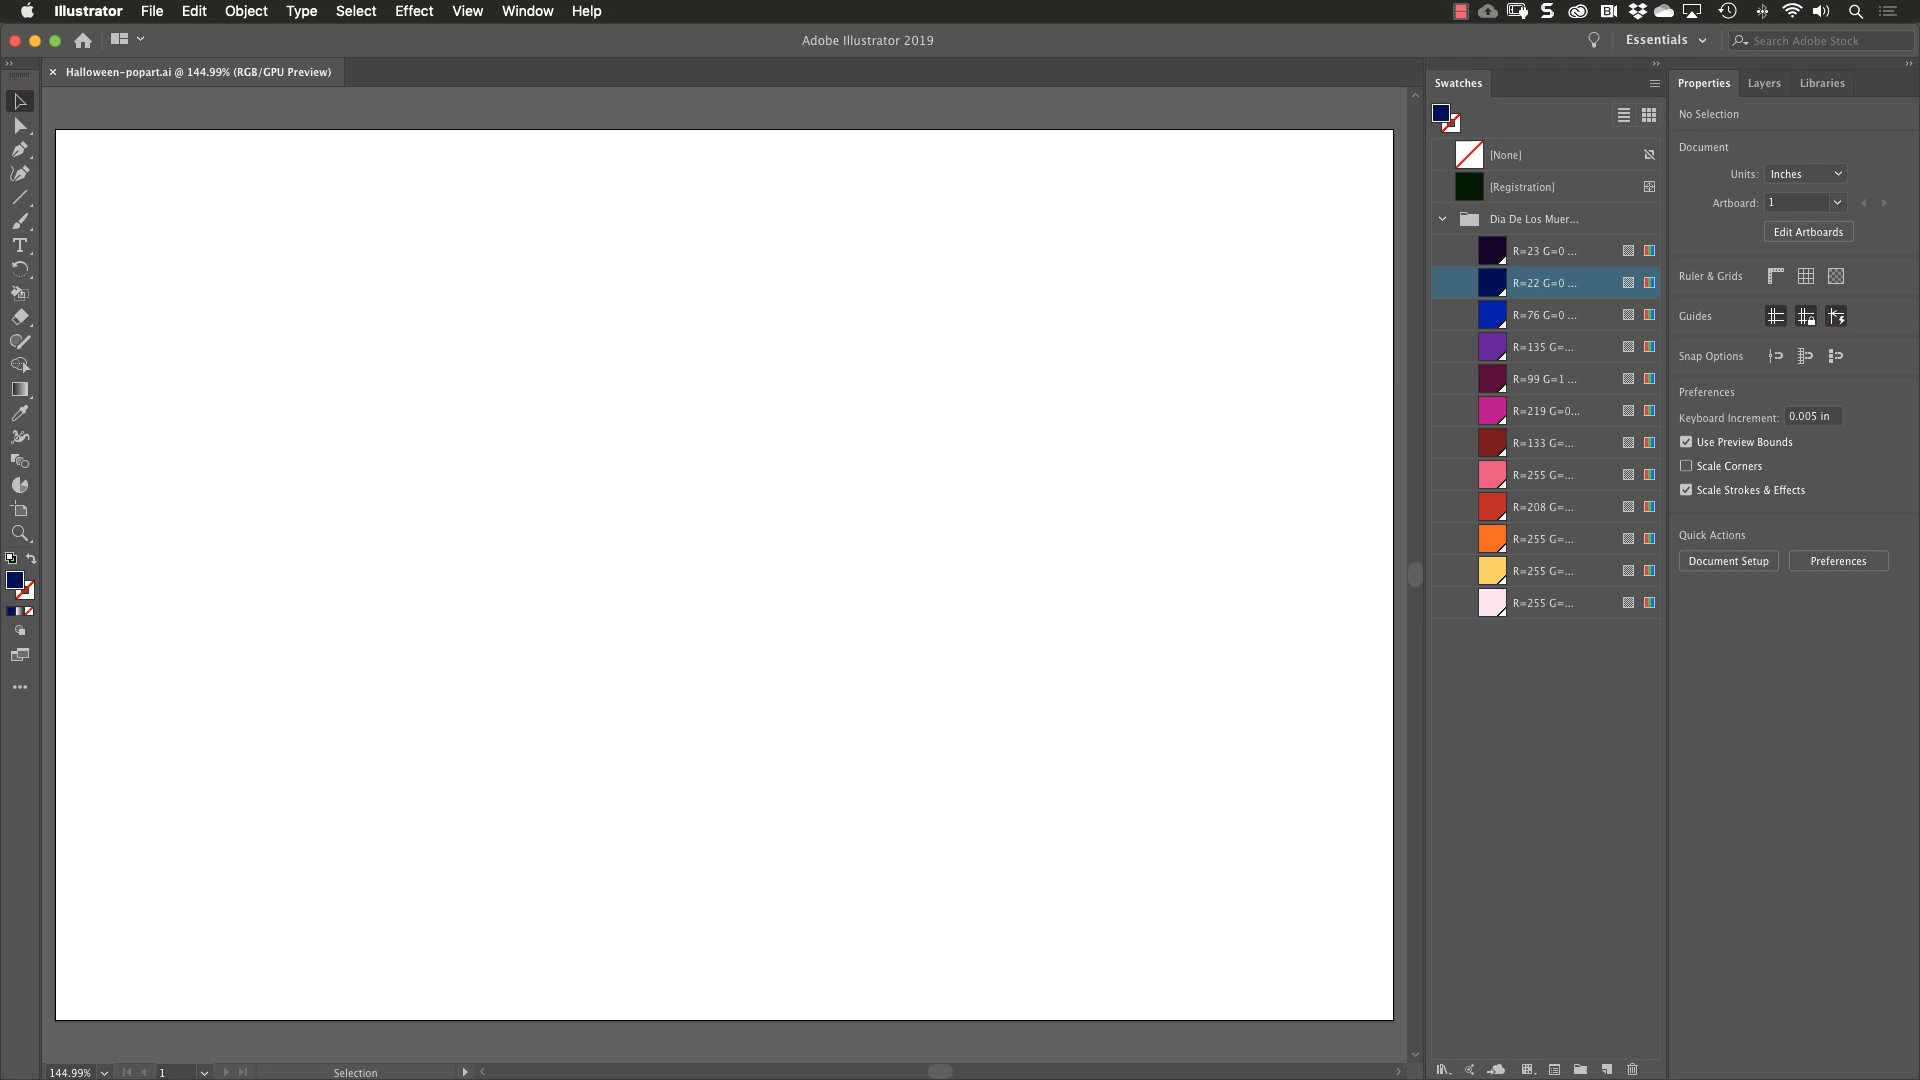 Illustrator File Edit Object Type Select Effect View Window Help
Adobe Illustrator 2019
Essentials
Search Adobe Stock
Halloween-popart.ai @ 144.99% (RGB/GPU Preview)
Swatches
[None]
[Registration]
Dia De Los Muer...
R=23 G=0 ...
R=22 G=0 ...
R=76 G=0 ...
R=135 G=...
R=99 G=1 ...
R=219 G=0...
R=133 G=...
R=255 G=...
R=208 G=...
R=255 G=...
R=255 G=...
R=255 G=...
Properties Layers Libraries
No Selection
Document
Units: Inches
Artboard: 1
Edit Artboards
Ruler & Grids
Guides
Snap Options
Preferences
Keyboard Increment: 0.005 in
Use Preview Bounds
Scale Corners
Scale Strokes & Effects
Quick Actions
Document Setup Preferences
144.99% 1 Selection